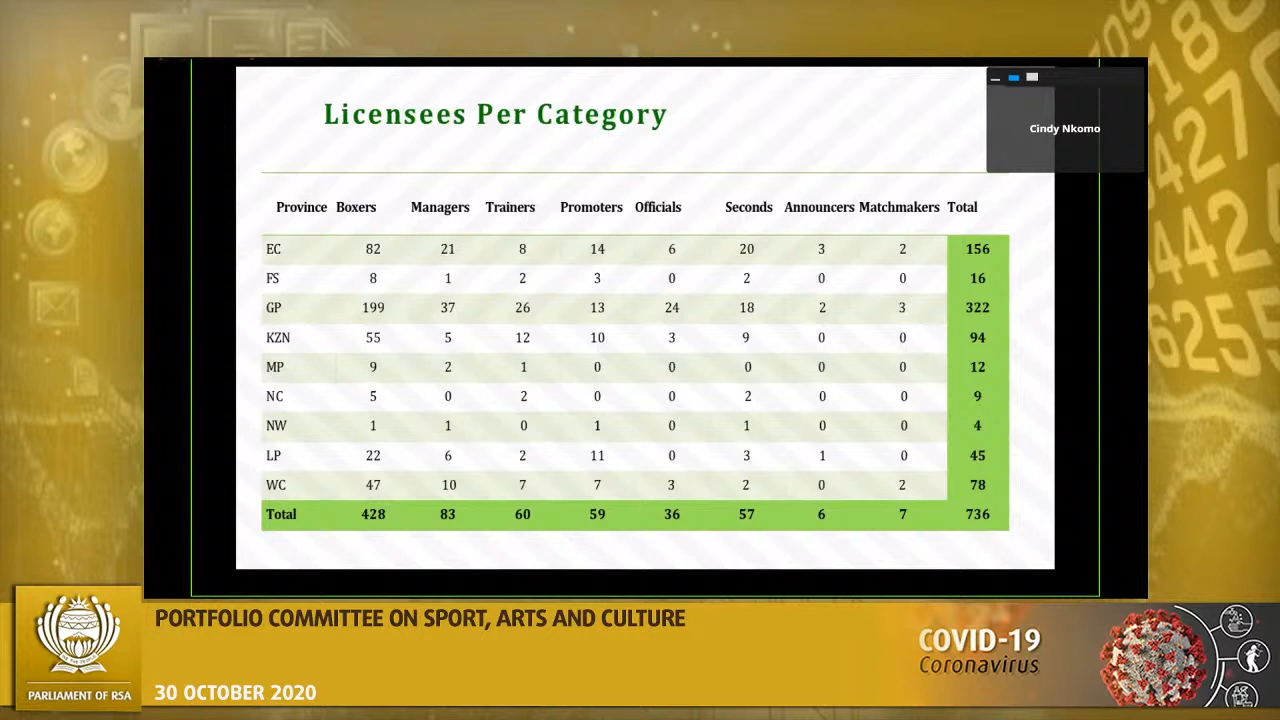 Licensees Per Category
Cindy Nkomo
Province Boxers Managers Trainers Promoters Officials Seconds Announcers Matchmakers Total
EC 82 21 8 14 6 20 3 2 156
FS 8 1 2 3 0 2 0 0 16
GP 199 37 26 13 24 18 2 3 322
KZN 55 5 12 10 3 9 0 0 94
MP 9 2 1 0 0 0 0 0 12
NC 5 0 2 0 0 2 0 0 9
NW 1 1 0 1 0 1 0 0 4
LP 22 6 2 11 0 3 1 0 45
WC 47 10 7 7 3 2 0 2 78
Total 428 83 60 59 36 57 6 7 736
PORTFOLIO COMMITTEE ON SPORT, ARTS AND CULTURE
COVID-19
Coronavirus
PARLIAMENT OF RSA
30 OCTOBER 2020